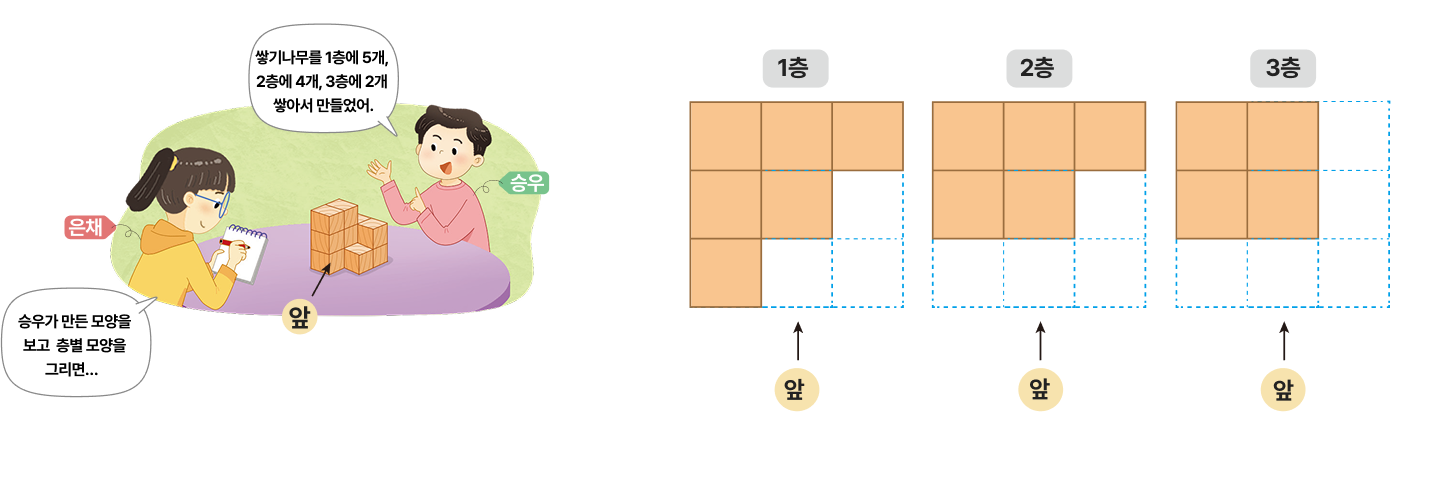 쌓기나무를 1층에 5개,
2층에 4개, 3층에 2개
쌓아서 만들었어.
승우
은채
앞
승우가 만든 모양을
보고 층별 모양을
그리면...
1층
2층
3층
앞
앞
앞